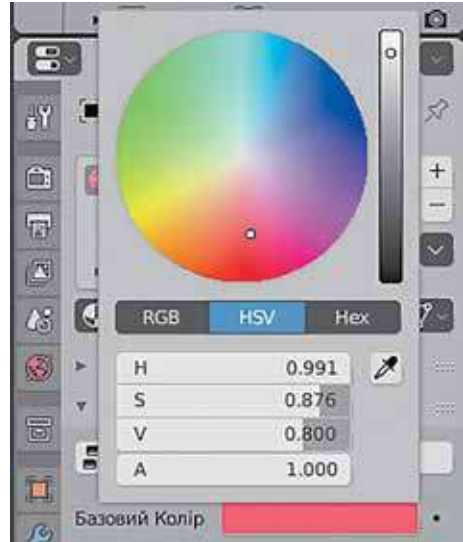 RGB HSV Hex
H 0.991
S 0.876
V 0.800
A 1.000
Базовий Колір